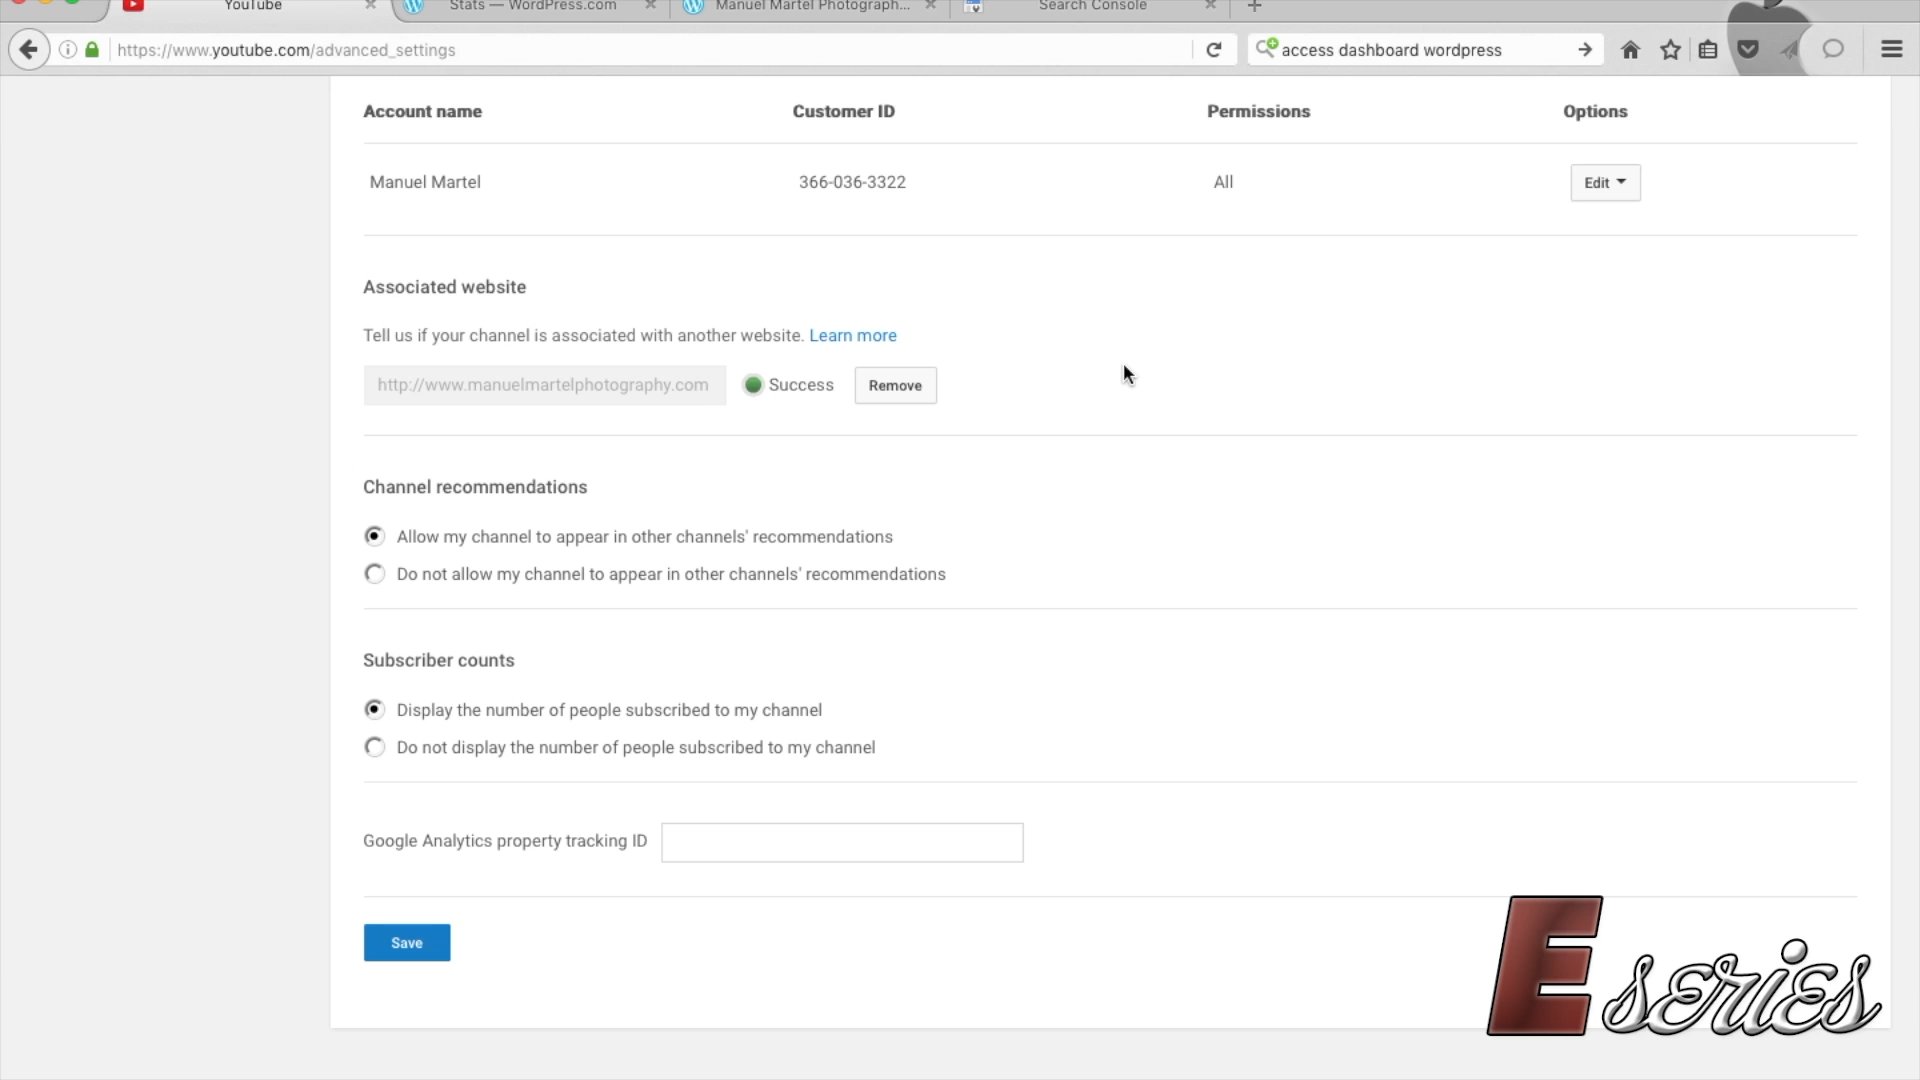 YouTube
Stats — WordPress.com
Manuel Martel Photograph...
Search Console
https://www.youtube.com/advanced_settings
access dashboard wordpress
Account name
Customer ID
Permissions
Options
Manuel Martel
366-036-3322
All
Edit
Associated website
Tell us if your channel is associated with another website. Learn more
http://www.manuelmartelphotography.com
Success
Remove
Channel recommendations
Allow my channel to appear in other channels' recommendations
Do not allow my channel to appear in other channels' recommendations
Subscriber counts
Display the number of people subscribed to my channel
Do not display the number of people subscribed to my channel
Google Analytics property tracking ID
Save
E series